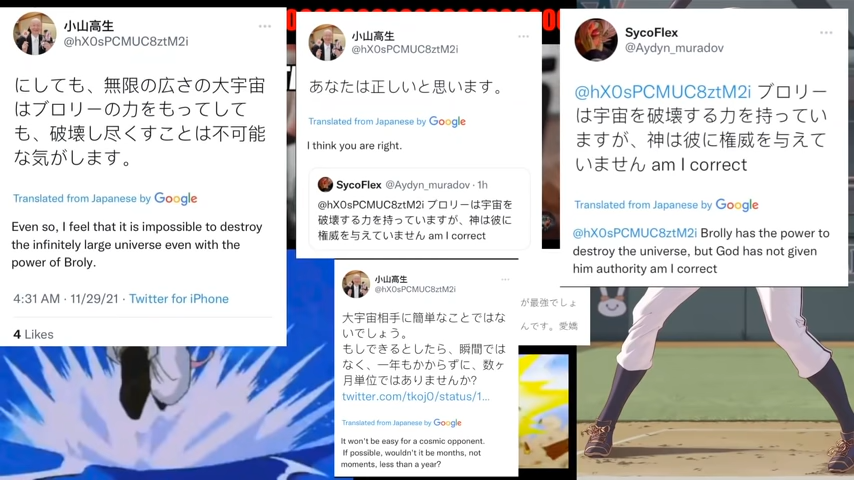 小山高生
@hX0sPCMUC8ztM2i
にしても、無限の広さの大宇宙
はブロリーの力をもってして
も、破壊し尽くすことは不可能
な気がします。
Translated from Japanese by Google
Even so, I feel that it is impossible to destroy
the infinitely large universe even with the
power of Broly.
4:31 AM · 11/29/21 · Twitter for iPhone
4 Likes
小山高生
@hX0sPCMUC8ztM2i
あなたは正しいと思います。
Translated from Japanese by Google
I think you are right.
SycoFlex @Aydyn_muradov · 1h
@hX0sPCMUC8ztM2i ブロリーは宇宙を
破壊する力を持っていますが、神は彼に
権威を与えていません am I correct
小山高生
@hX0sPCMUC8ztM2i
大宇宙相手に簡単なことではな
いでしょう。
もしできるとしたら、瞬間では
なく、一年もかからずに、数ヶ
月単位ではありませんか?
twitter.com/tkoj0/status/1...
Translated from Japanese by Google
It won't be easy for a cosmic opponent.
If possible, wouldn't it be months, not
moments, less than a year?
が最強でしょ
んです。愛嬌
SycoFlex
@Aydyn_muradov
@hX0sPCMUC8ztM2i ブロリー
は宇宙を破壊する力を持ってい
ますが、神は彼に権威を与えて
いません am I correct
Translated from Japanese by Google
@hX0sPCMUC8ztM2i Brolly has the power to
destroy the universe, but God has not given
him authority am I correct